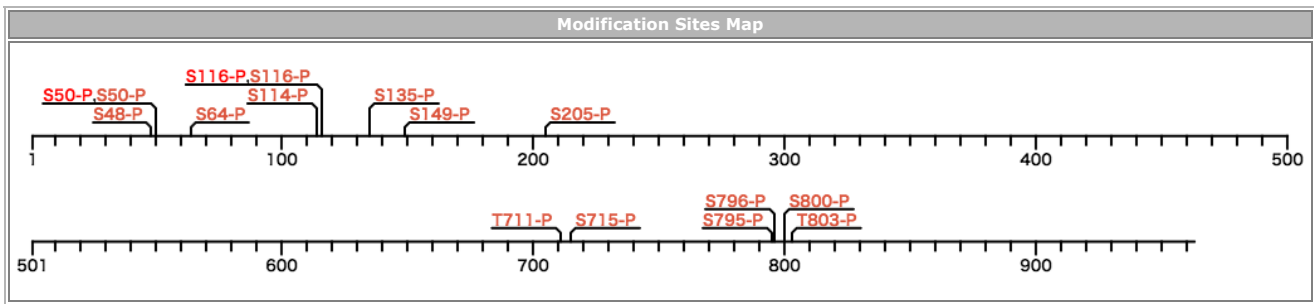 Modification Sites Map
S116-P,S116-P
S50-P,S50-P S114-P S135-P
S48-P S64-P S149-P S205-P
1 100 200 300 400 500
S796-P S800-P
T711-P S715-P S795-P T803-P
501 600 700 800 900